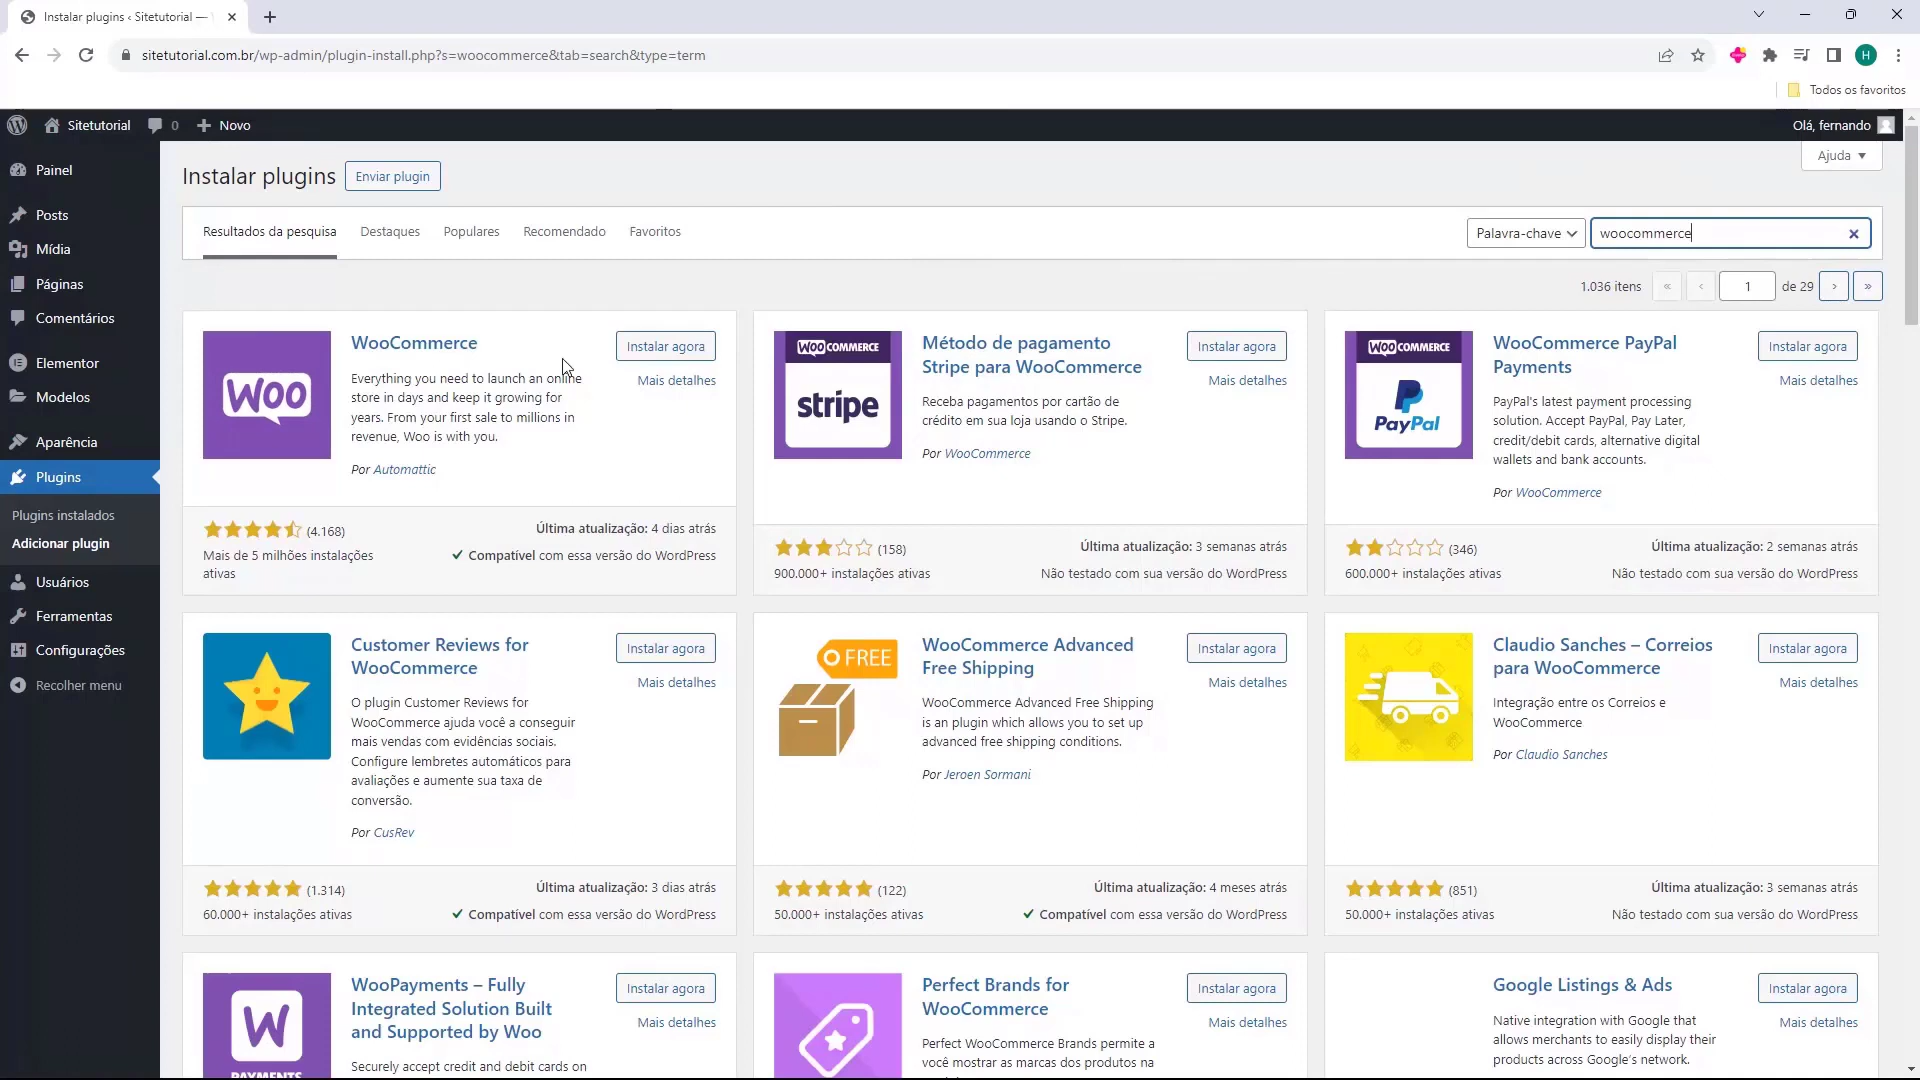 Instalar plugins ‹ Sitetutorial —
sitetutorial.com.br/wp-admin/plugin-install.php?s=woocommerce&tab=search&type=term
H
Todos os favoritos
Sitetutorial
0
Novo
Olá, fernando
Painel
Posts
Mídia
Páginas
Comentários
Elementor
Modelos
Aparência
Plugins
Plugins instalados
Adicionar plugin
Usuários
Ferramentas
Configurações
Recolher menu
Ajuda
Instalar plugins
Enviar plugin
Resultados da pesquisa
Destaques
Populares
Recomendado
Favoritos
Palavra-chave
woocommerce
1.036 itens
«
‹
1
de 29
›
»
WOO
WooCommerce
Instalar agora
Mais detalhes
Everything you need to launch an online
store in days and keep it growing for
years. From your first sale to millions in
revenue, Woo is with you.
Por Automattic
(4.168)
Última atualização: 4 dias atrás
Mais de 5 milhões instalações
ativas
Compatível com essa versão do WordPress
WOO COMMERCE
stripe
Método de pagamento
Stripe para WooCommerce
Instalar agora
Mais detalhes
Receba pagamentos por cartão de
crédito em sua loja usando o Stripe.
Por WooCommerce
(158)
Última atualização: 3 semanas atrás
900.000+ instalações ativas
Não testado com sua versão do WordPress
WOO COMMERCE
PayPal
WooCommerce PayPal
Payments
Instalar agora
Mais detalhes
PayPal's latest payment processing
solution. Accept PayPal, Pay Later,
credit/debit cards, alternative digital
wallets and bank accounts.
Por WooCommerce
(346)
Última atualização: 2 semanas atrás
600.000+ instalações ativas
Não testado com sua versão do WordPress
Customer Reviews for
WooCommerce
Instalar agora
Mais detalhes
O plugin Customer Reviews for
WooCommerce ajuda você a conseguir
mais vendas com evidências sociais.
Configure lembretes automáticos para
avaliações e aumente sua taxa de
conversão.
Por CusRev
(1.314)
Última atualização: 3 dias atrás
60.000+ instalações ativas
Compatível com essa versão do WordPress
FREE
WooCommerce Advanced
Free Shipping
Instalar agora
Mais detalhes
WooCommerce Advanced Free Shipping
is an plugin which allows you to set up
advanced free shipping conditions.
Por Jeroen Sormani
(122)
Última atualização: 4 meses atrás
50.000+ instalações ativas
Compatível com essa versão do WordPress
Claudio Sanches – Correios
para WooCommerce
Instalar agora
Mais detalhes
Integração entre os Correios e
WooCommerce
Por Claudio Sanches
(851)
Última atualização: 3 semanas atrás
50.000+ instalações ativas
Não testado com sua versão do WordPress
W
PAYMENTS
WooPayments – Fully
Integrated Solution Built
and Supported by Woo
Instalar agora
Mais detalhes
Securely accept credit and debit cards on
Perfect Brands for
WooCommerce
Instalar agora
Mais detalhes
Perfect WooCommerce Brands permite a
você mostrar as marcas dos produtos na
Google Listings & Ads
Instalar agora
Mais detalhes
Native integration with Google that
allows merchants to easily display their
products across Google's network.